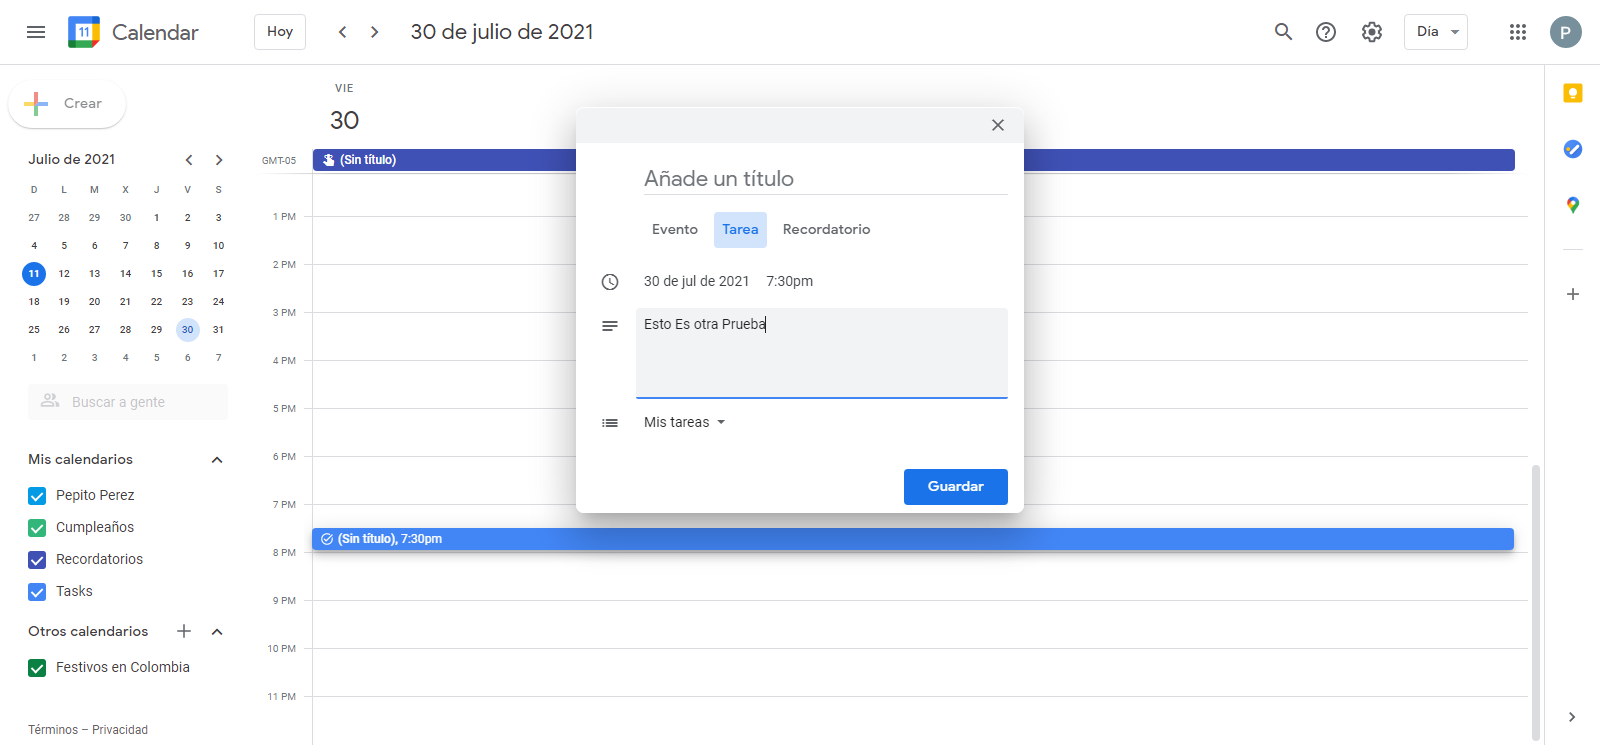 11 Calendar Hoy 30 de julio de 2021 Día P
Crear
VIE
30
Julio de 2021
GMT-05 (Sin título)
D L M X J V S
27 28 29 30 1 2 3
4 5 6 7 8 9 10
11 12 13 14 15 16 17
18 19 20 21 22 23 24
25 26 27 28 29 30 31
1 2 3 4 5 6 7
Buscar a gente
Mis calendarios
Pepito Perez
Cumpleaños
Recordatorios
Tasks
Otros calendarios
Festivos en Colombia
Términos – Privacidad
1 PM
2 PM
3 PM
4 PM
5 PM
6 PM
7 PM
8 PM
9 PM
10 PM
11 PM
Añade un título
Evento Tarea Recordatorio
30 de jul de 2021 7:30pm
Esto Es otra Prueba
Mis tareas
Guardar
(Sin título), 7:30pm